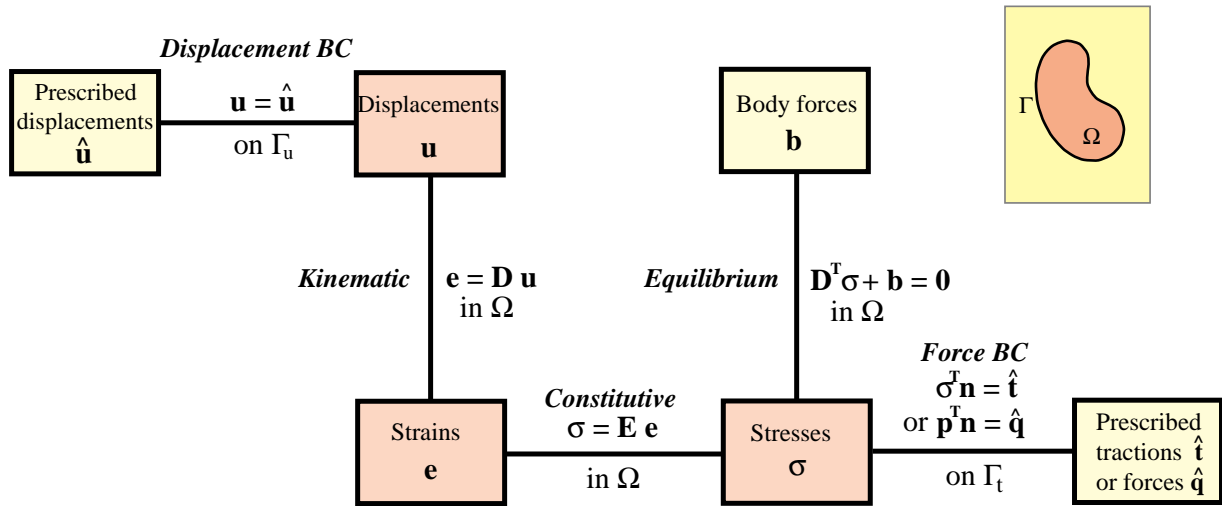 Displacement BC
Prescribed
displacements
û
u = û
on Γu
Displacements
u
Body forces
b
Γ
Ω
Kinematic
e = D u
in Ω
Equilibrium
D^T σ + b = 0
in Ω
Force BC
σ^T n = t̂
or p^T n = q̂
on Γt
Strains
e
Constitutive
σ = E e
in Ω
Stresses
σ
Prescribed
tractions t̂
or forces q̂